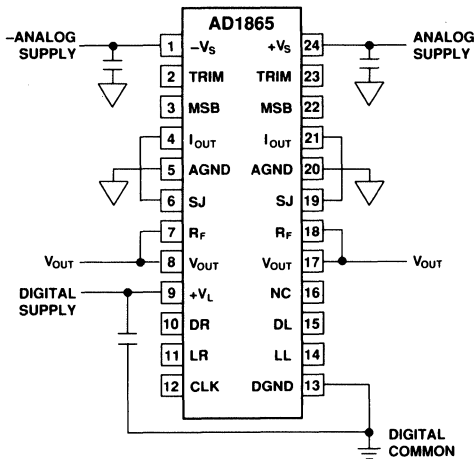 AD1865
–ANALOG SUPPLY
1 –VS +VS 24
ANALOG SUPPLY
2 TRIM TRIM 23
3 MSB MSB 22
4 IOUT IOUT 21
5 AGND AGND 20
6 SJ SJ 19
7 RF RF 18
VOUT
8 VOUT VOUT 17
VOUT
DIGITAL SUPPLY
9 +VL NC 16
10 DR DL 15
11 LR LL 14
12 CLK DGND 13
DIGITAL COMMON